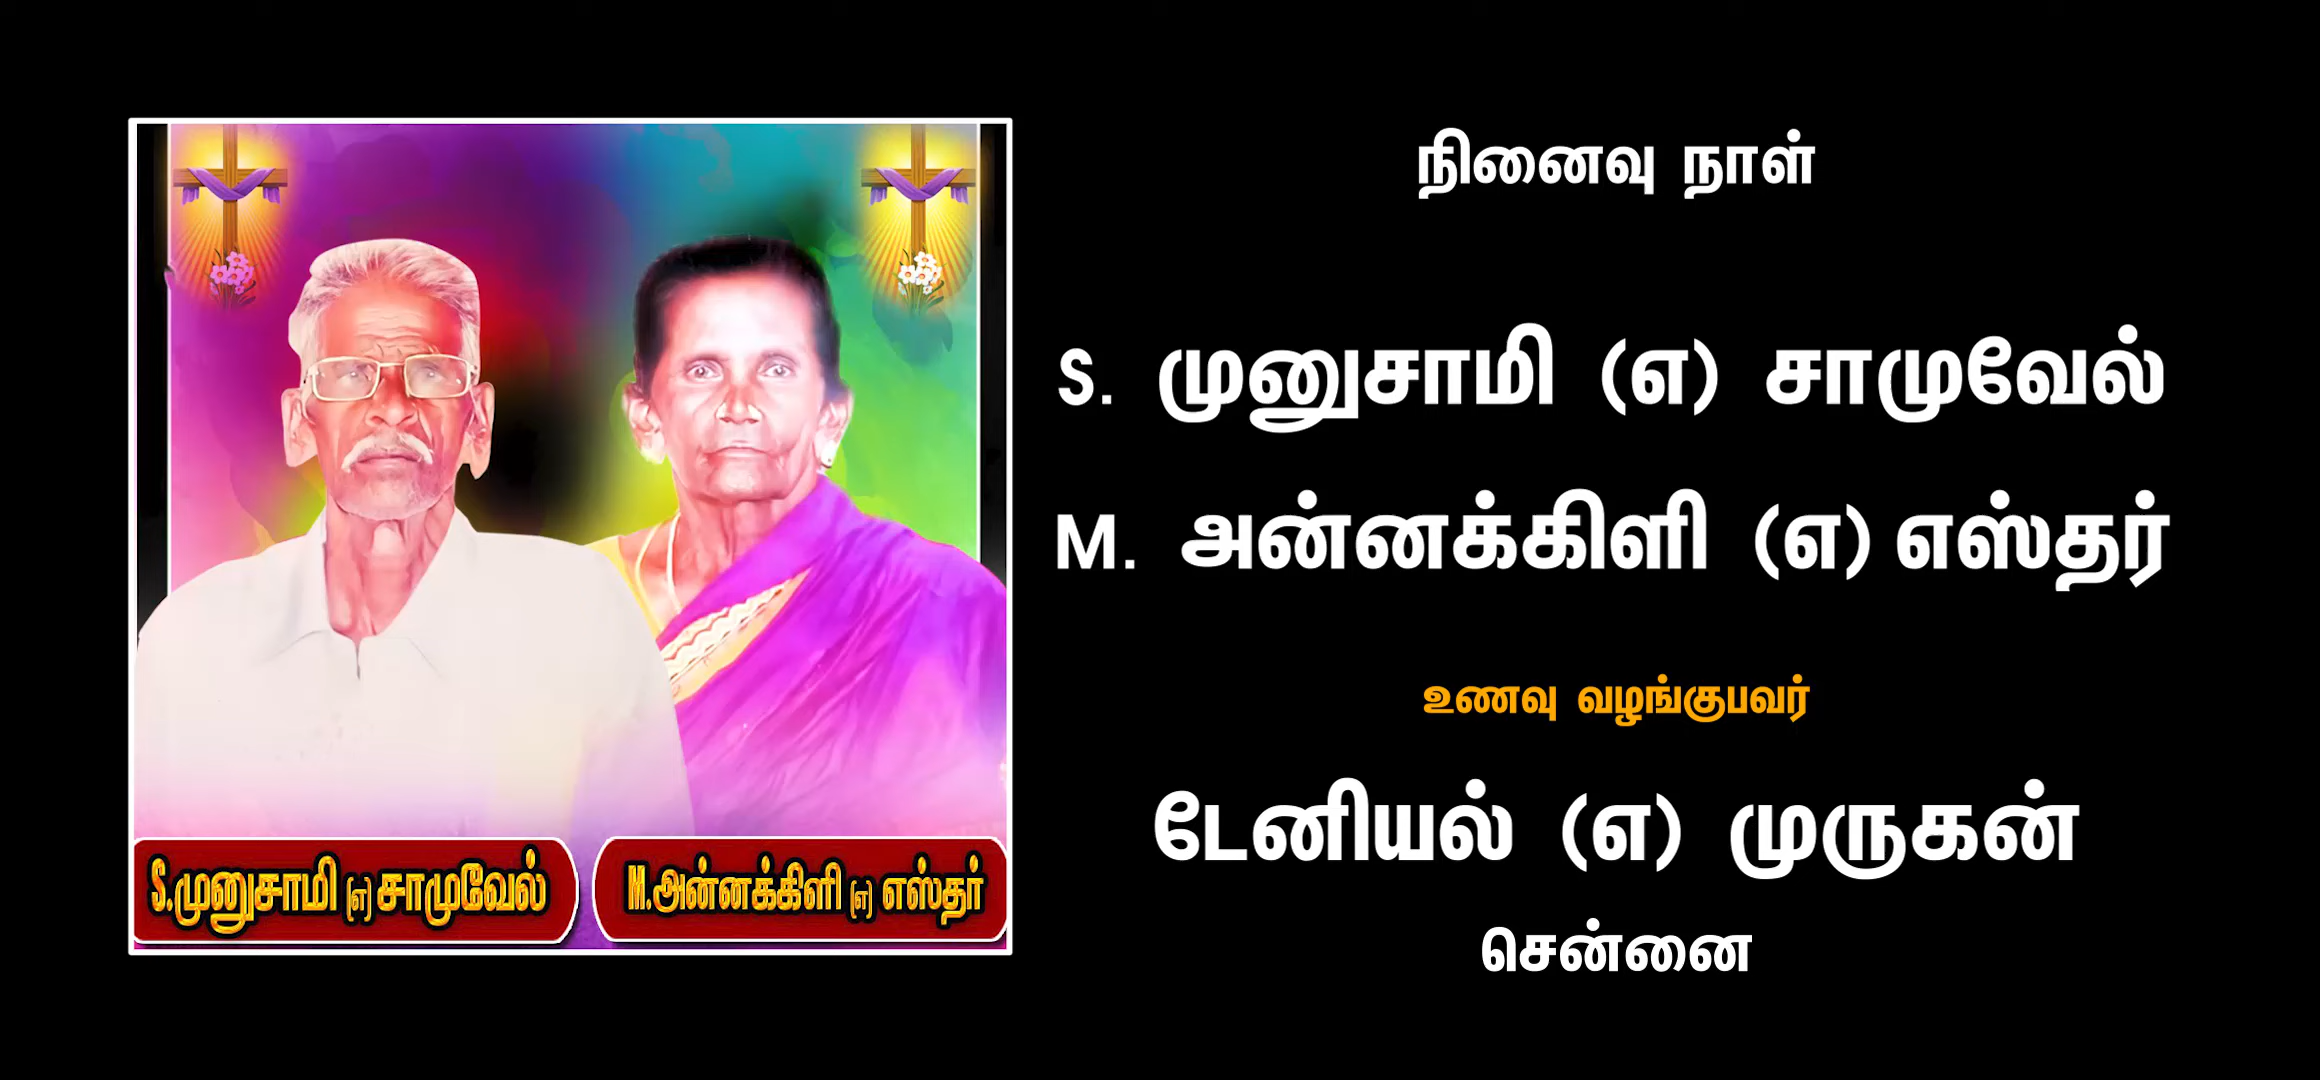 நினைவு நாள்
S. முனுசாமி (எ) சாமுவேல்
M. அன்னக்கிளி (எ) எஸ்தர்
உணவு வழங்குபவர்
டேனியல் (எ) முருகன்
சென்னை
S.முனுசாமி (எ) சாமுவேல்
M.அன்னக்கிளி (எ) எஸ்தர்